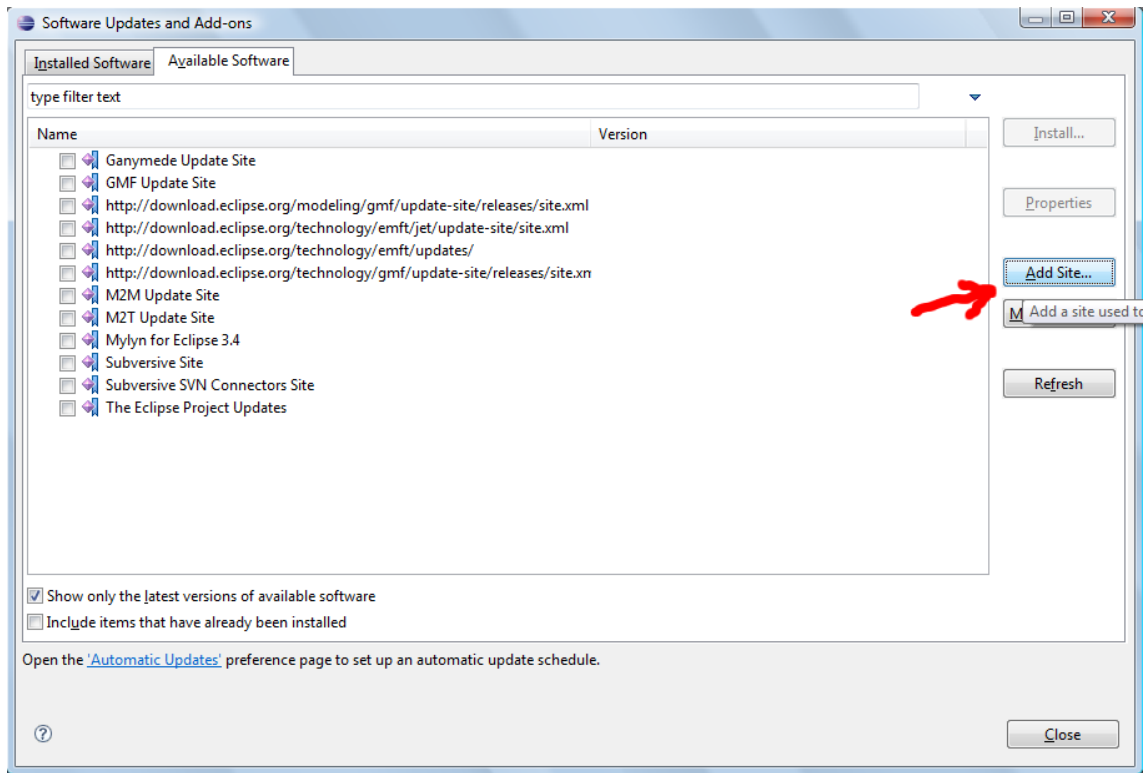 Software Updates and Add-ons
Installed Software
Available Software
type filter text
Name
Version
Install...
Ganymede Update Site
GMF Update Site
http://download.eclipse.org/modeling/gmf/update-site/releases/site.xml
Properties
http://download.eclipse.org/technology/emft/jet/update-site/site.xml
http://download.eclipse.org/technology/emft/updates/
http://download.eclipse.org/technology/gmf/update-site/releases/site.xn
Add Site...
M2M Update Site
M Add a site used to
M2T Update Site
Mylyn for Eclipse 3.4
Subversive Site
Subversive SVN Connectors Site
Refresh
The Eclipse Project Updates
Show only the latest versions of available software
Include items that have already been installed
Open the 'Automatic Updates' preference page to set up an automatic update schedule.
?
Close